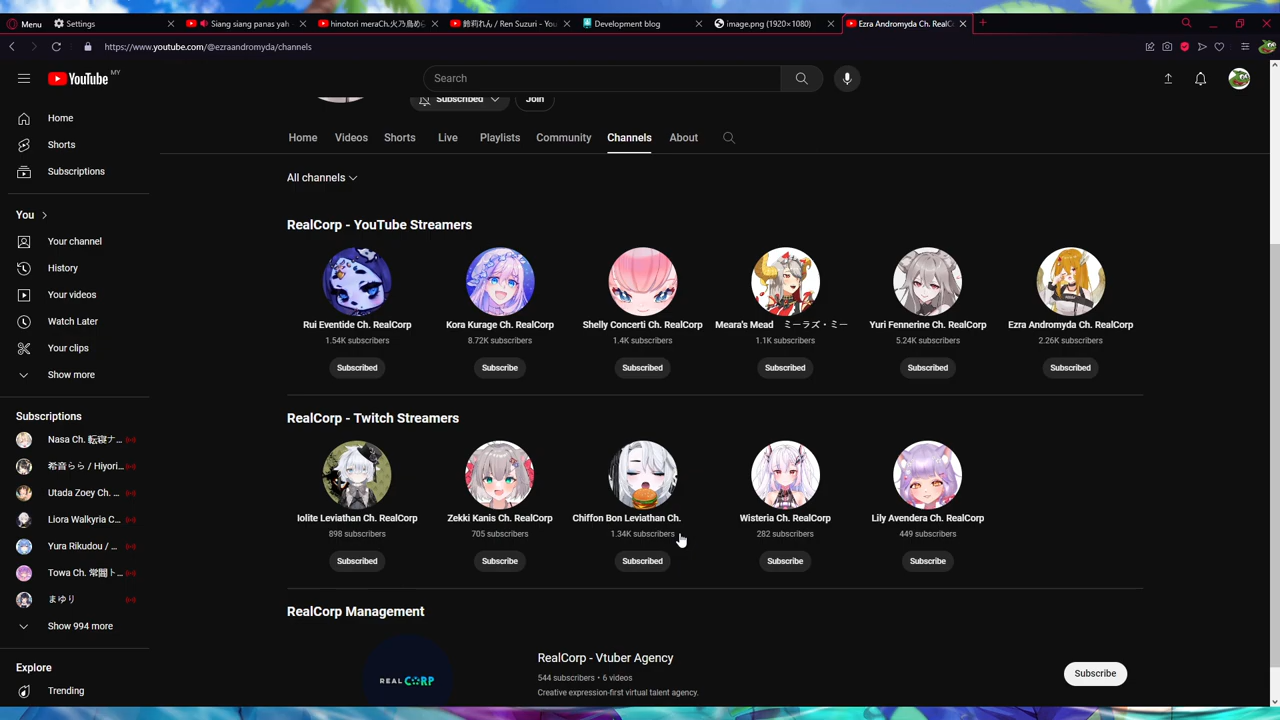 Menu
Settings
Siang siang panas yah
hinotori meraCh.火乃鳥め
鈴莉れん / Ren Suzuri - You
Development blog
image.png (1920×1080)
Ezra Andromyda Ch. RealC
https://www.youtube.com/@ezraandromyda/channels
YouTube MY
Search
Subscribed
Join
Home
Videos
Shorts
Live
Playlists
Community
Channels
About
All channels
Home
Shorts
Subscriptions
You
Your channel
History
Your videos
Watch Later
Your clips
Show more
Subscriptions
Nasa Ch. 転寝ナ...
希音らら / Hiyori...
Utada Zoey Ch. ...
Liora Walkyria C...
Yura Rikudou / ...
Towa Ch. 常闇ト...
まゆり
Show 994 more
Explore
Trending
RealCorp - YouTube Streamers
Rui Eventide Ch. RealCorp
1.54K subscribers
Subscribed
Kora Kurage Ch. RealCorp
8.72K subscribers
Subscribe
Shelly Concerti Ch. RealCorp
1.4K subscribers
Subscribed
Meara's Mead ミーラズ・ミー
1.1K subscribers
Subscribed
Yuri Fennerine Ch. RealCorp
5.24K subscribers
Subscribed
Ezra Andromyda Ch. RealCorp
2.26K subscribers
Subscribed
RealCorp - Twitch Streamers
Iolite Leviathan Ch. RealCorp
898 subscribers
Subscribed
Zekki Kanis Ch. RealCorp
705 subscribers
Subscribe
Chiffon Bon Leviathan Ch.
1.34K subscribers
Subscribed
Wisteria Ch. RealCorp
282 subscribers
Subscribe
Lily Avendera Ch. RealCorp
449 subscribers
Subscribe
RealCorp Management
REAL CORP
RealCorp - Vtuber Agency
544 subscribers • 6 videos
Creative expression-first virtual talent agency.
Subscribe